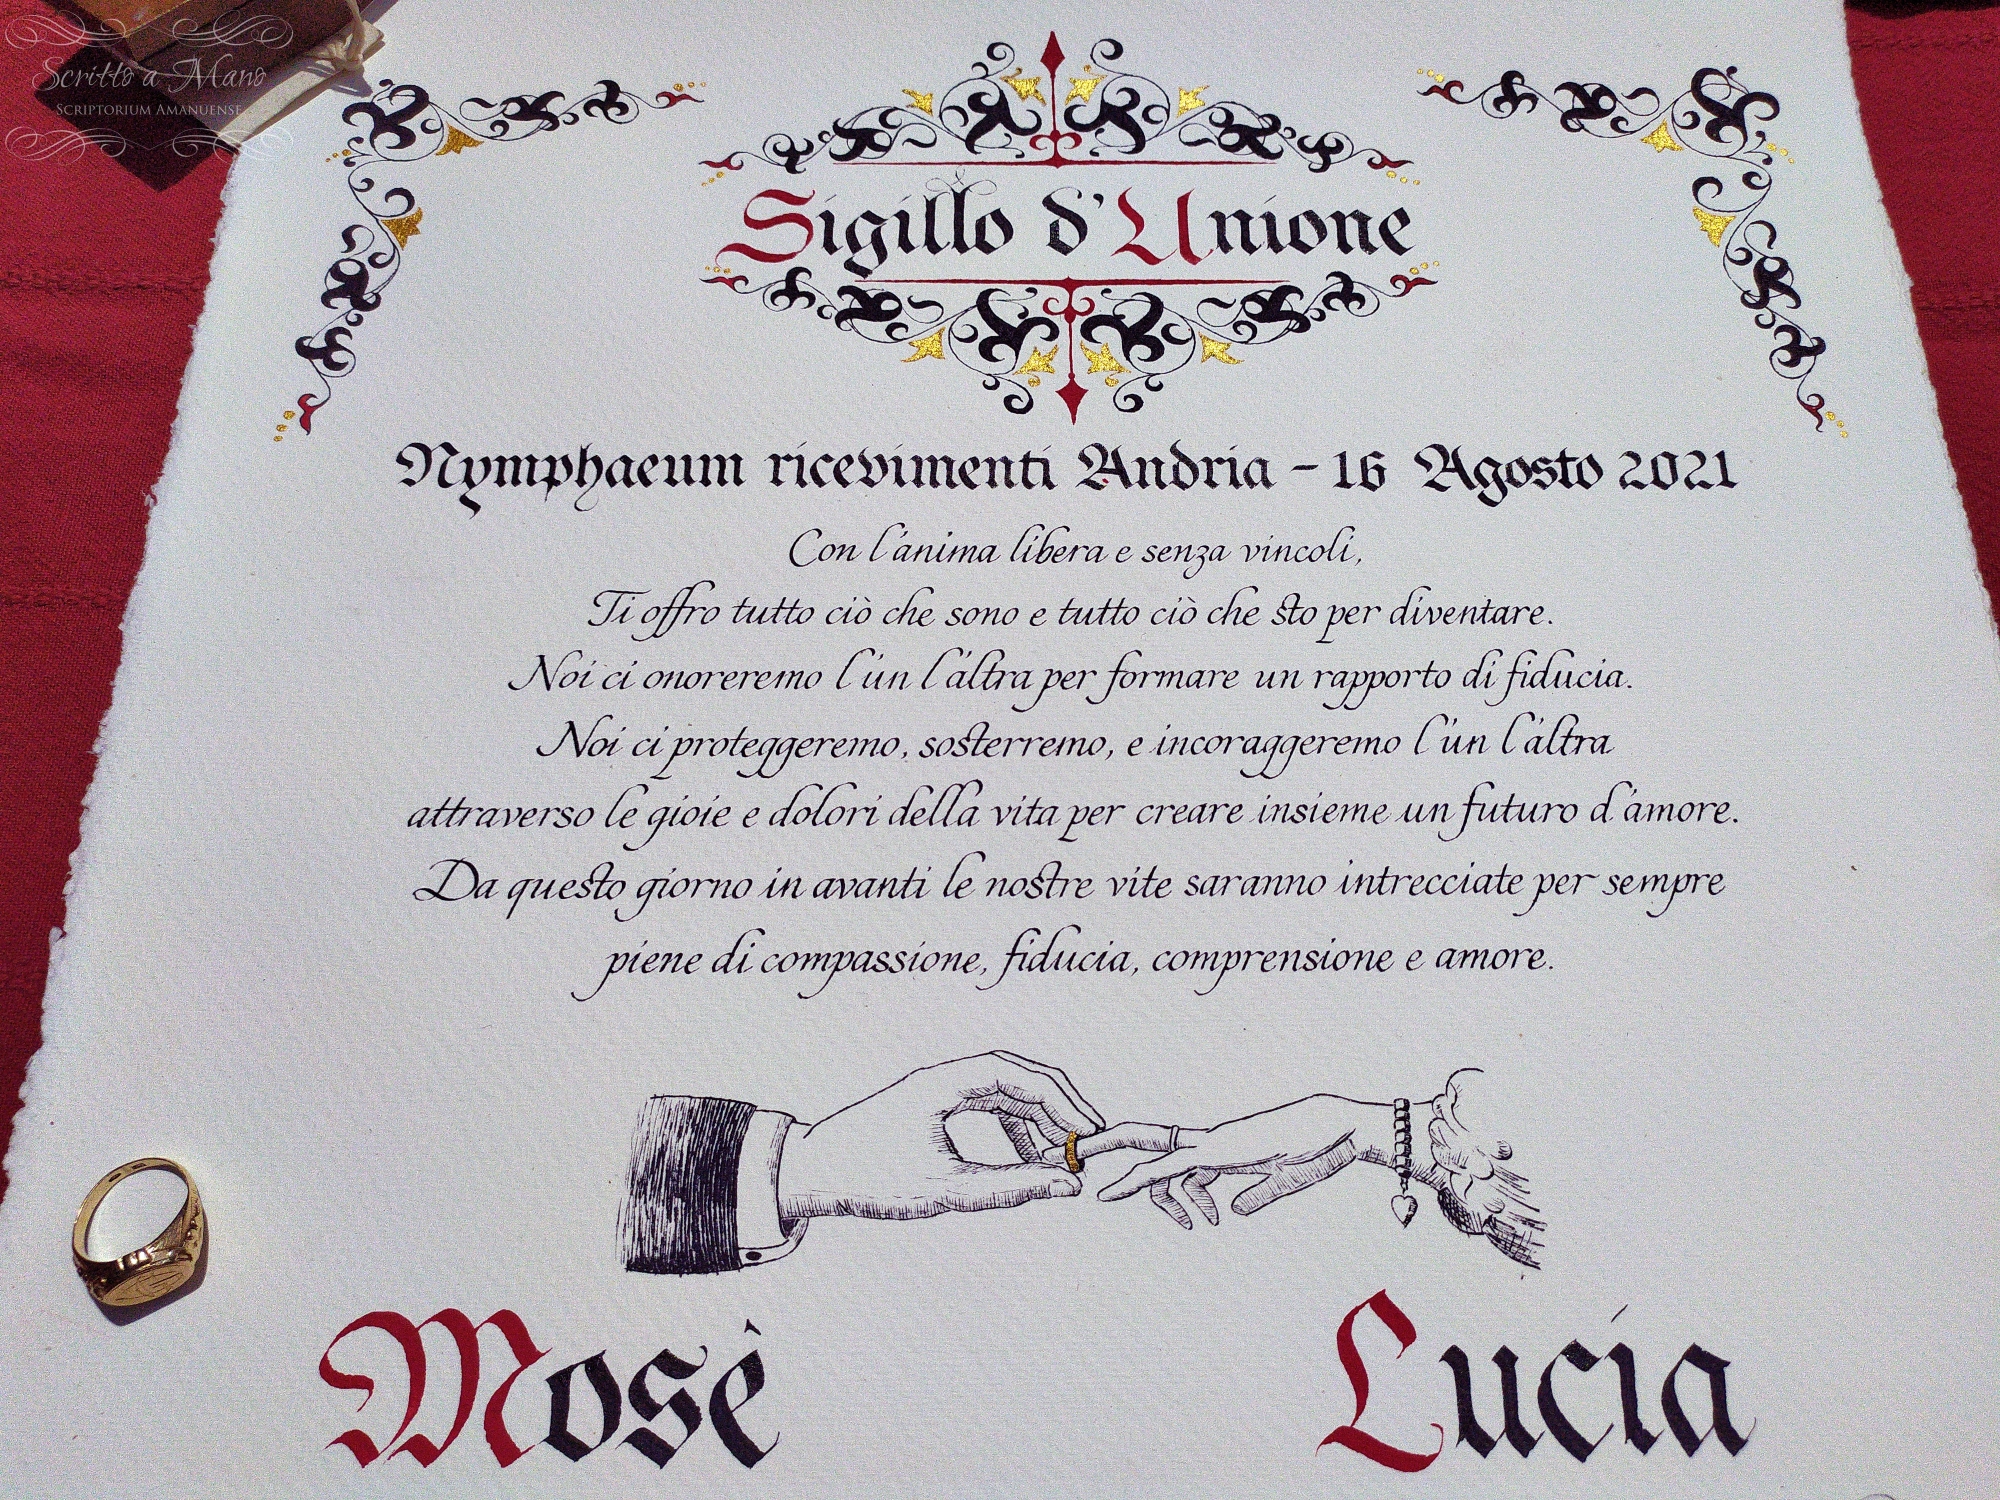 Scritto a Mano
Scriptorium Amanuense
Sigillo d'Unione
Nymphaeum ricevimenti Andria - 16 Agosto 2021
Con l'anima libera e senza vincoli,
Ti offro tutto ciò che sono e tutto ciò che sto per diventare.
Noi ci onoreremo l'un l'altra per formare un rapporto di fiducia.
Noi ci proteggeremo, sosterremo, e incoraggeremo l'un l'altra
attraverso le gioie e dolori della vita per creare insieme un futuro d'amore.
Da questo giorno in avanti le nostre vite saranno intrecciate per sempre
piene di compassione, fiducia, comprensione e amore.
Mosè Lucia